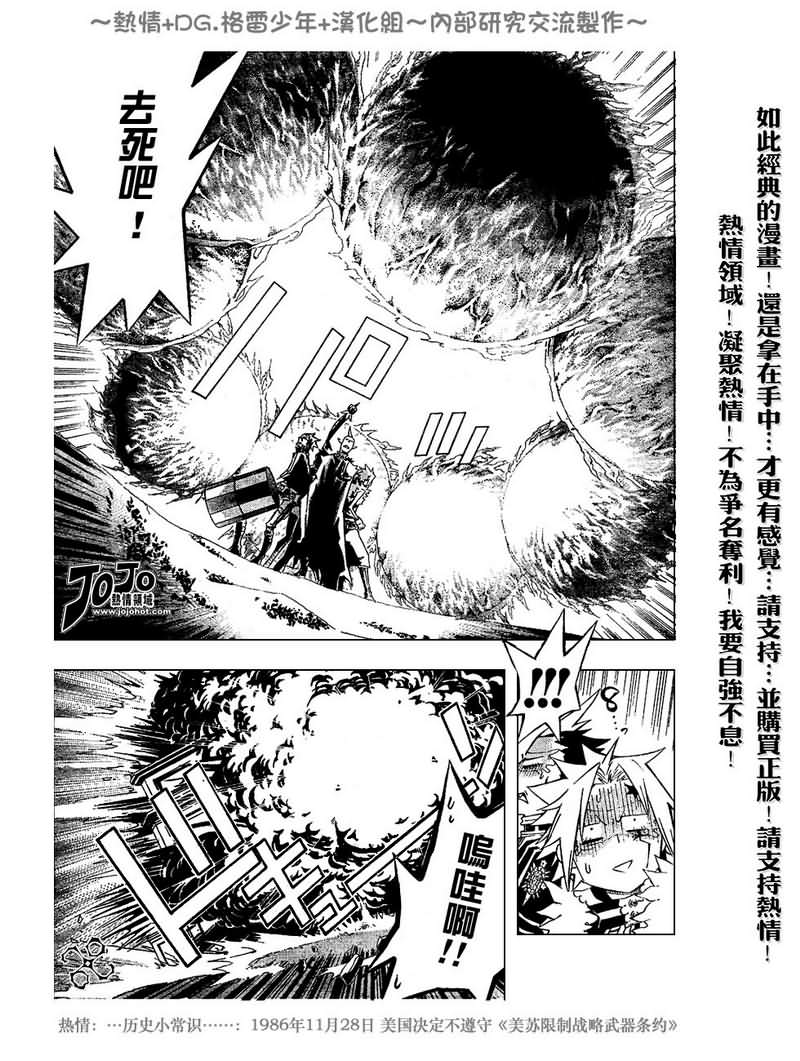 ～熱情+DG.格雷少年+漢化組～內部研究交流製作～
如此經典的漫畫！還是拿在手中…才更有感覺…請支持…並購買正版！請支持熱情！
熱情領域！凝聚熱情！不為爭名奪利！我要自強不息！
去死吧！
JOJO
熱情領域
www.jojohot.com
!!!
嗚哇啊!!
熱情：…历史小常识……：1986年11月28日 美国决定不遵守《美苏限制战略武器条约》